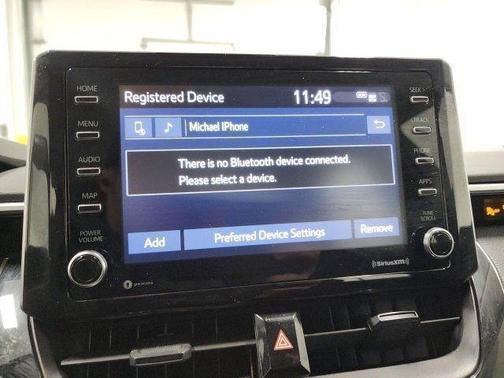 Registered Device 11:49
Michael IPhone
There is no Bluetooth device connected.
Please select a device.
Add Preferred Device Settings Remove
HOME
MENU
AUDIO
MAP
POWER
VOLUME
SEEK >
TRACK
PHONE
APPS
TUNE
SCROLL
SiriusXM